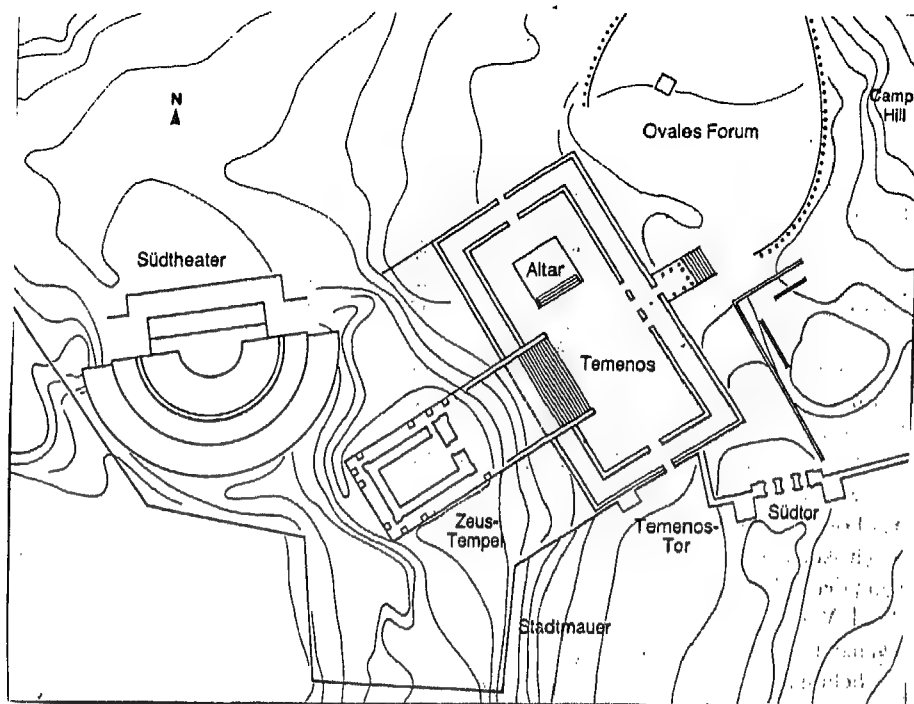 N
Camp
Hill
Ovales Forum
Südtheater
Altar
Temenos
Zeus-
Tempel
Temenos-
Tor
Südtor
Stadtmauer